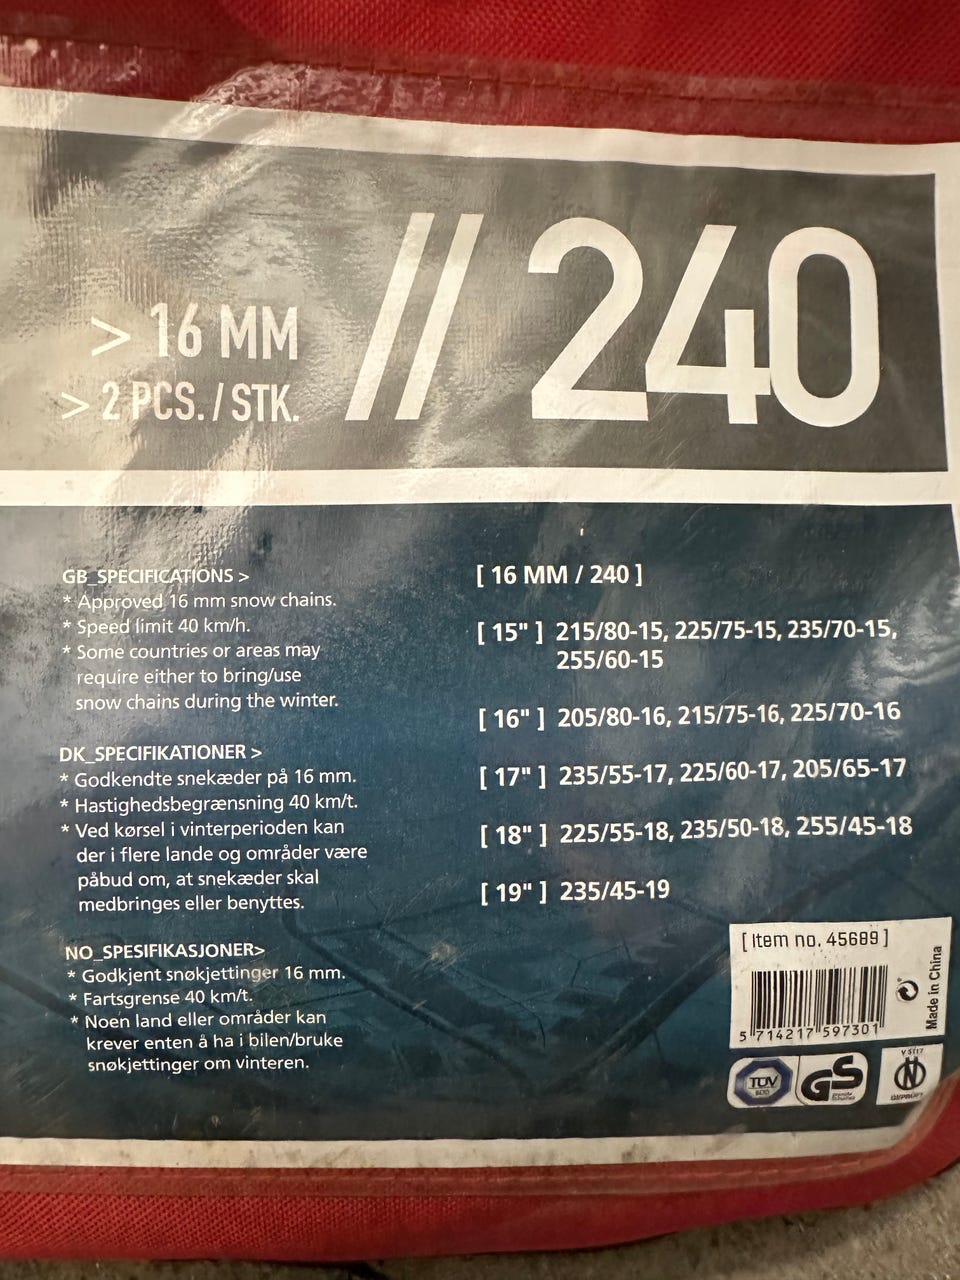 > 16 MM
> 2 PCS. / STK.
// 240
GB_SPECIFICATIONS >
* Approved 16 mm snow chains.
* Speed limit 40 km/h.
* Some countries or areas may
require either to bring/use
snow chains during the winter.
DK_SPECIFIKATIONER >
* Godkendte snekæder på 16 mm.
* Hastighedsbegrænsning 40 km/t.
* Ved kørsel i vinterperioden kan
der i flere lande og områder være
påbud om, at snekæder skal
medbringes eller benyttes.
NO_SPESIFIKASJONER>
* Godkjent snøkjettinger 16 mm.
* Fartsgrense 40 km/t.
* Noen land eller områder kan
krever enten å ha i bilen/bruke
snøkjettinger om vinteren.
[ 16 MM / 240 ]
[ 15" ] 215/80-15, 225/75-15, 235/70-15,
255/60-15
[ 16" ] 205/80-16, 215/75-16, 225/70-16
[ 17" ] 235/55-17, 225/60-17, 205/65-17
[ 18" ] 225/55-18, 235/50-18, 255/45-18
[ 19" ] 235/45-19
[ Item no. 45689 ]
5 714217 597301
Made in China
TÜV
SÜD
GS
geprüfte
Sicherheit
V 5117
N
GEPRÜFT